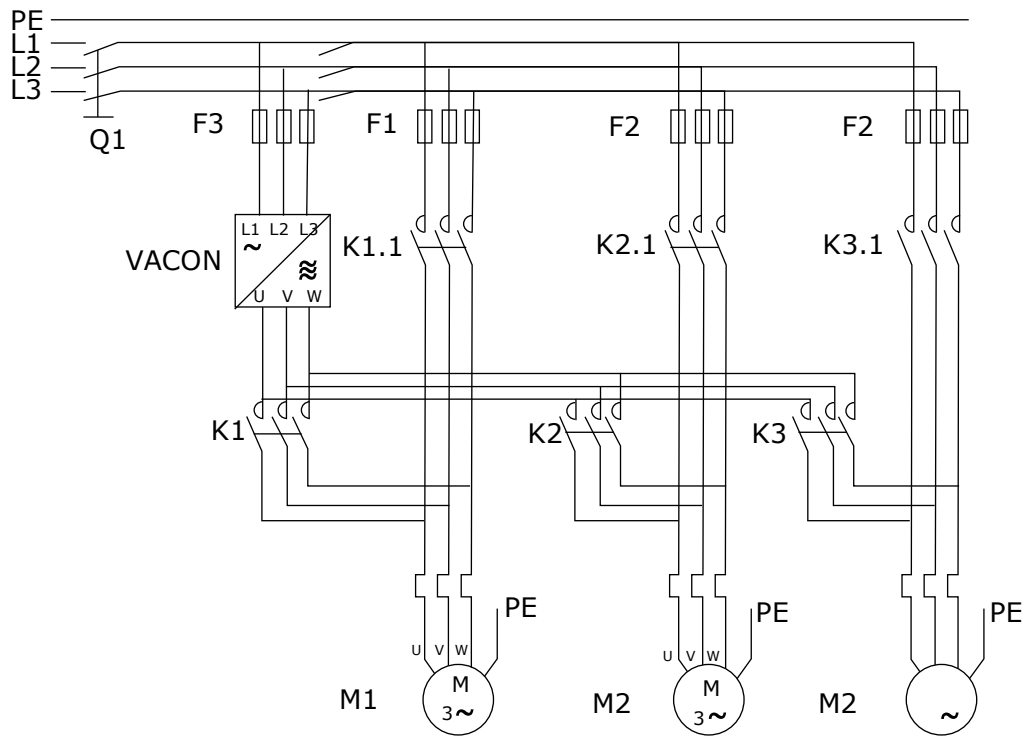 PE
L1
L2
L3
Q1
F3
F1
F2
F2
L1 L2 L3
~
VACON
≋
U V W
K1.1
K2.1
K3.1
K1
K2
K3
PE
PE
PE
U V W
U V W
M1
M
3~
M2
M
3~
M2
~